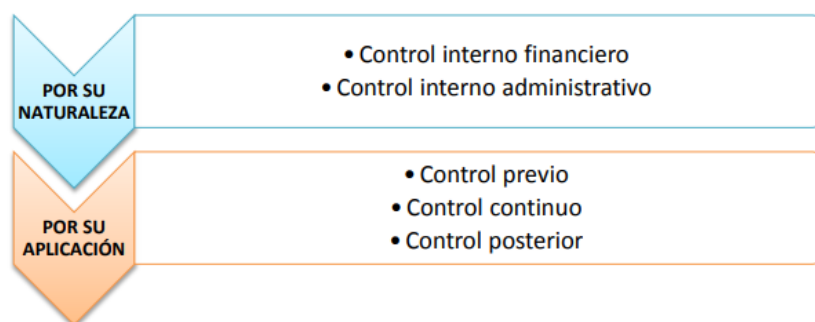 POR SU
NATURALEZA
• Control interno financiero
• Control interno administrativo
POR SU
APLICACIÓN
• Control previo
• Control continuo
• Control posterior